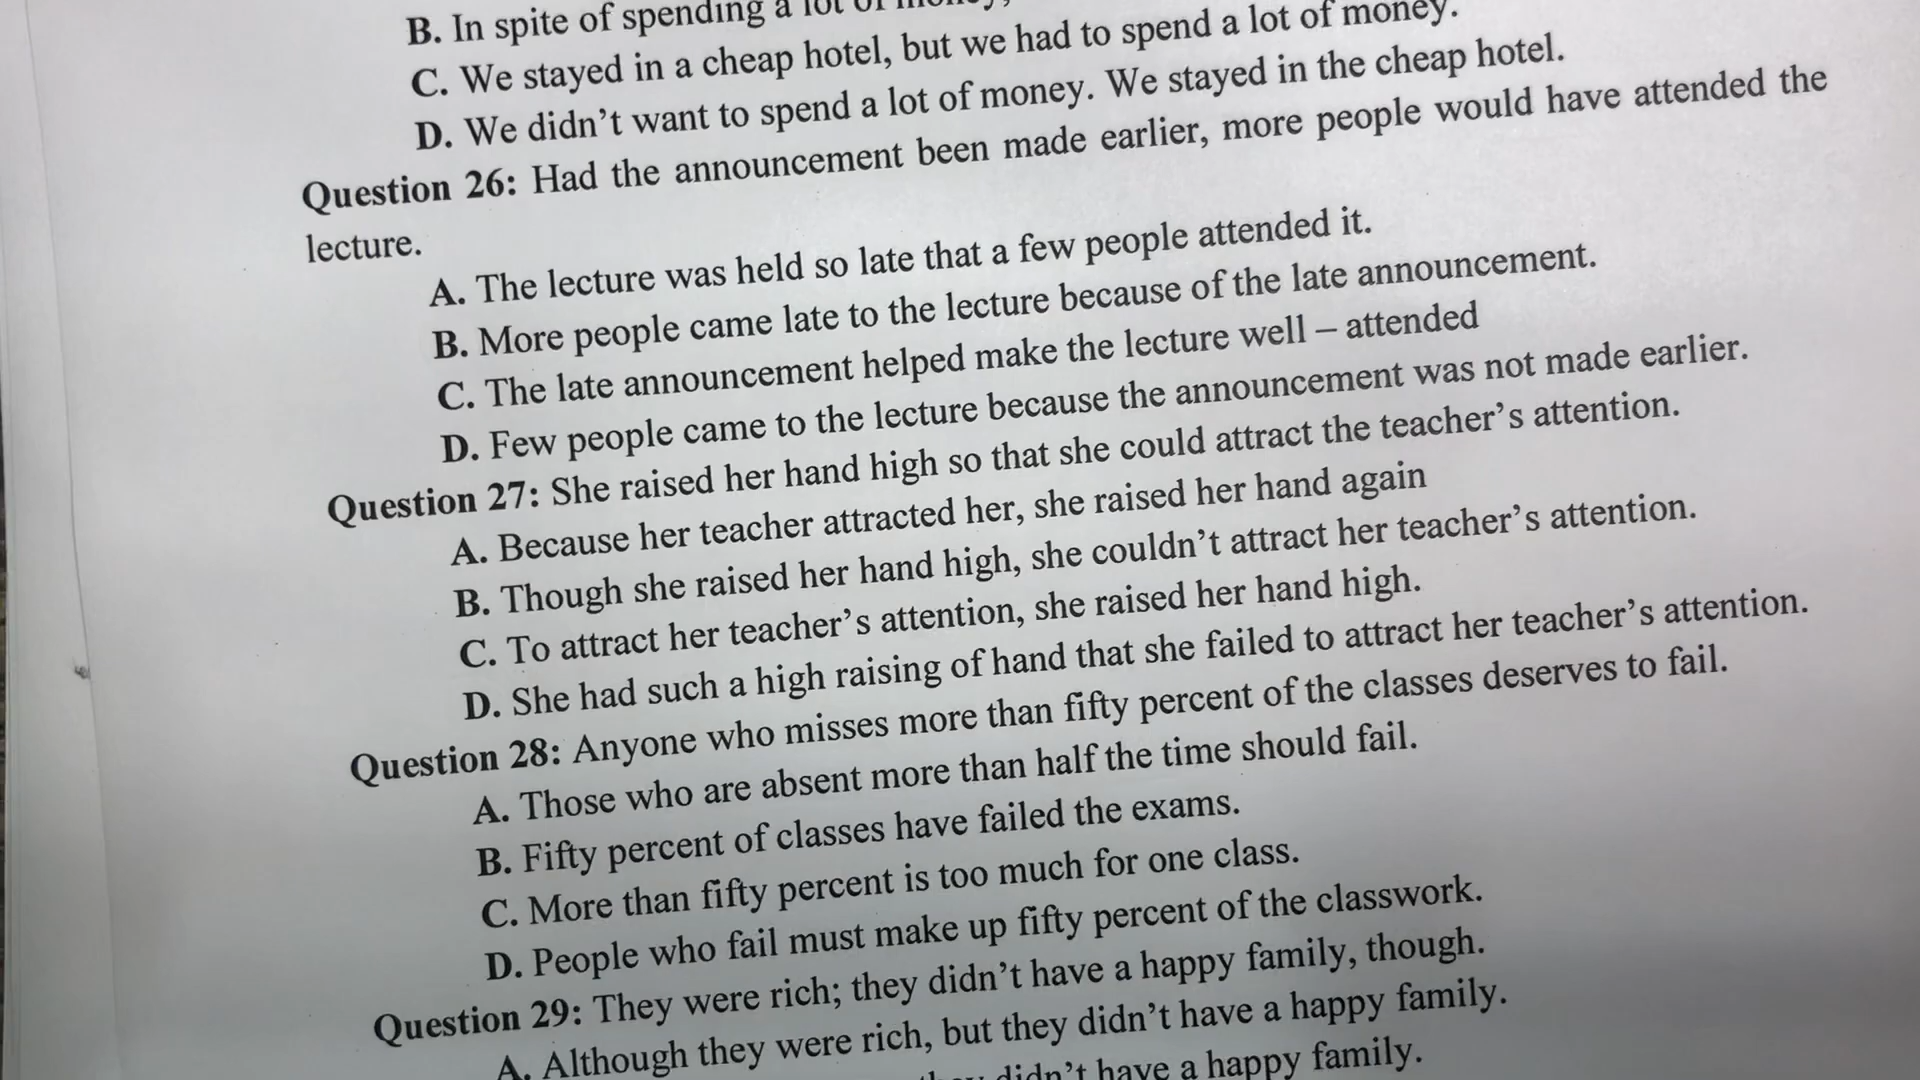 B. In spite of spending a lot of
C. We stayed in a cheap hotel, but we had to spend a lot of money.
D. We didn't want to spend a lot of money. We stayed in the cheap hotel.
Question 26: Had the announcement been made earlier, more people would have attended the
lecture.
A. The lecture was held so late that a few people attended it.
B. More people came late to the lecture because of the late announcement.
C. The late announcement helped make the lecture well – attended
D. Few people came to the lecture because the announcement was not made earlier.
Question 27: She raised her hand high so that she could attract the teacher's attention.
A. Because her teacher attracted her, she raised her hand again
B. Though she raised her hand high, she couldn't attract her teacher's attention.
C. To attract her teacher's attention, she raised her hand high.
D. She had such a high raising of hand that she failed to attract her teacher's attention.
Question 28: Anyone who misses more than fifty percent of the classes deserves to fail.
A. Those who are absent more than half the time should fail.
B. Fifty percent of classes have failed the exams.
C. More than fifty percent is too much for one class.
D. People who fail must make up fifty percent of the classwork.
Question 29: They were rich; they didn't have a happy family, though.
A. Although they were rich, but they didn't have a happy family.
didn't have a happy family.